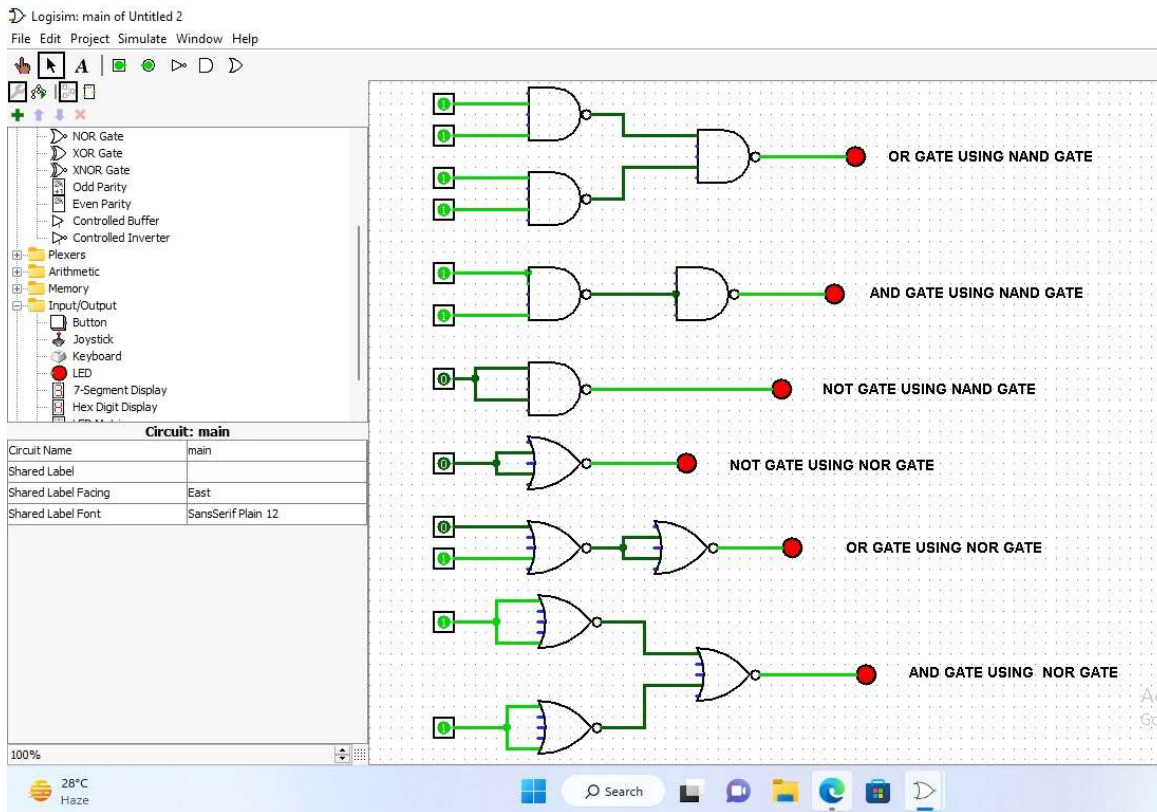 Logisim: main of Untitled 2
File Edit Project Simulate Window Help
A
NOR Gate
XOR Gate
XNOR Gate
Odd Parity
Even Parity
Controlled Buffer
Controlled Inverter
Plexers
Arithmetic
Memory
Input/Output
Button
Joystick
Keyboard
LED
7-Segment Display
Hex Digit Display
Circuit: main
Circuit Name main
Shared Label
Shared Label Facing East
Shared Label Font SansSerif Plain 12
100%
1
1
1
1
OR GATE USING NAND GATE
1
1
AND GATE USING NAND GATE
0
NOT GATE USING NAND GATE
0
NOT GATE USING NOR GATE
0
1
OR GATE USING NOR GATE
1
1
AND GATE USING NOR GATE
28°C
Haze
Search